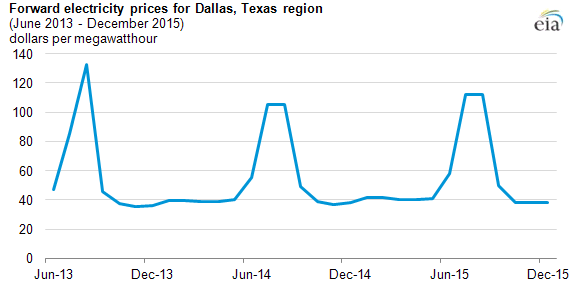 Forward electricity prices for Dallas, Texas region
(June 2013 - December 2015)
dollars per megawatthour
eia
140
120
100
80
60
40
20
0
Jun-13 Dec-13 Jun-14 Dec-14 Jun-15 Dec-15